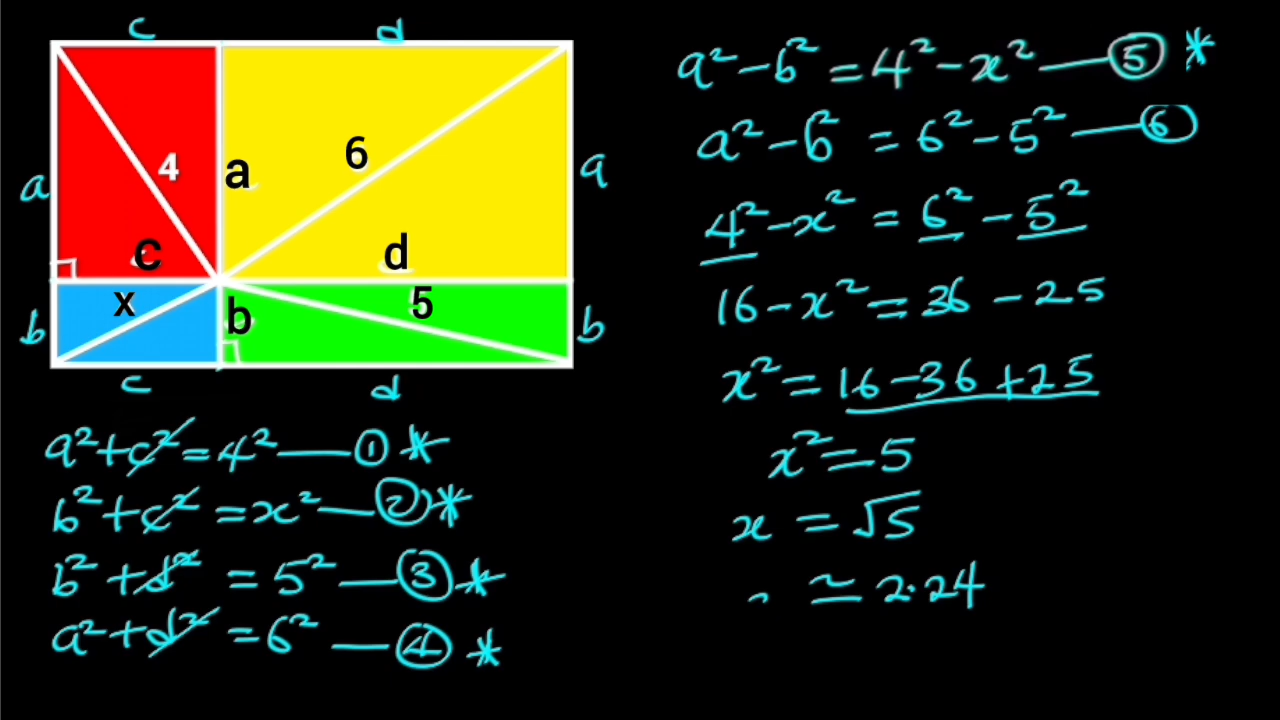 c d
4 6 a
a a
c d
x 5
b b b
c d
a²+c²=4² — ①*
b²+c²=x² — ②*
b²+d²=5² — ③*
a²+d²=6² — ④*
a²-b²=4²-x² — ⑤*
a²-b²=6²-5² — ⑥
4²-x²=6²-5²
16-x²=36-25
x²=16-36+25
x²=5
x=√5
≃2.24